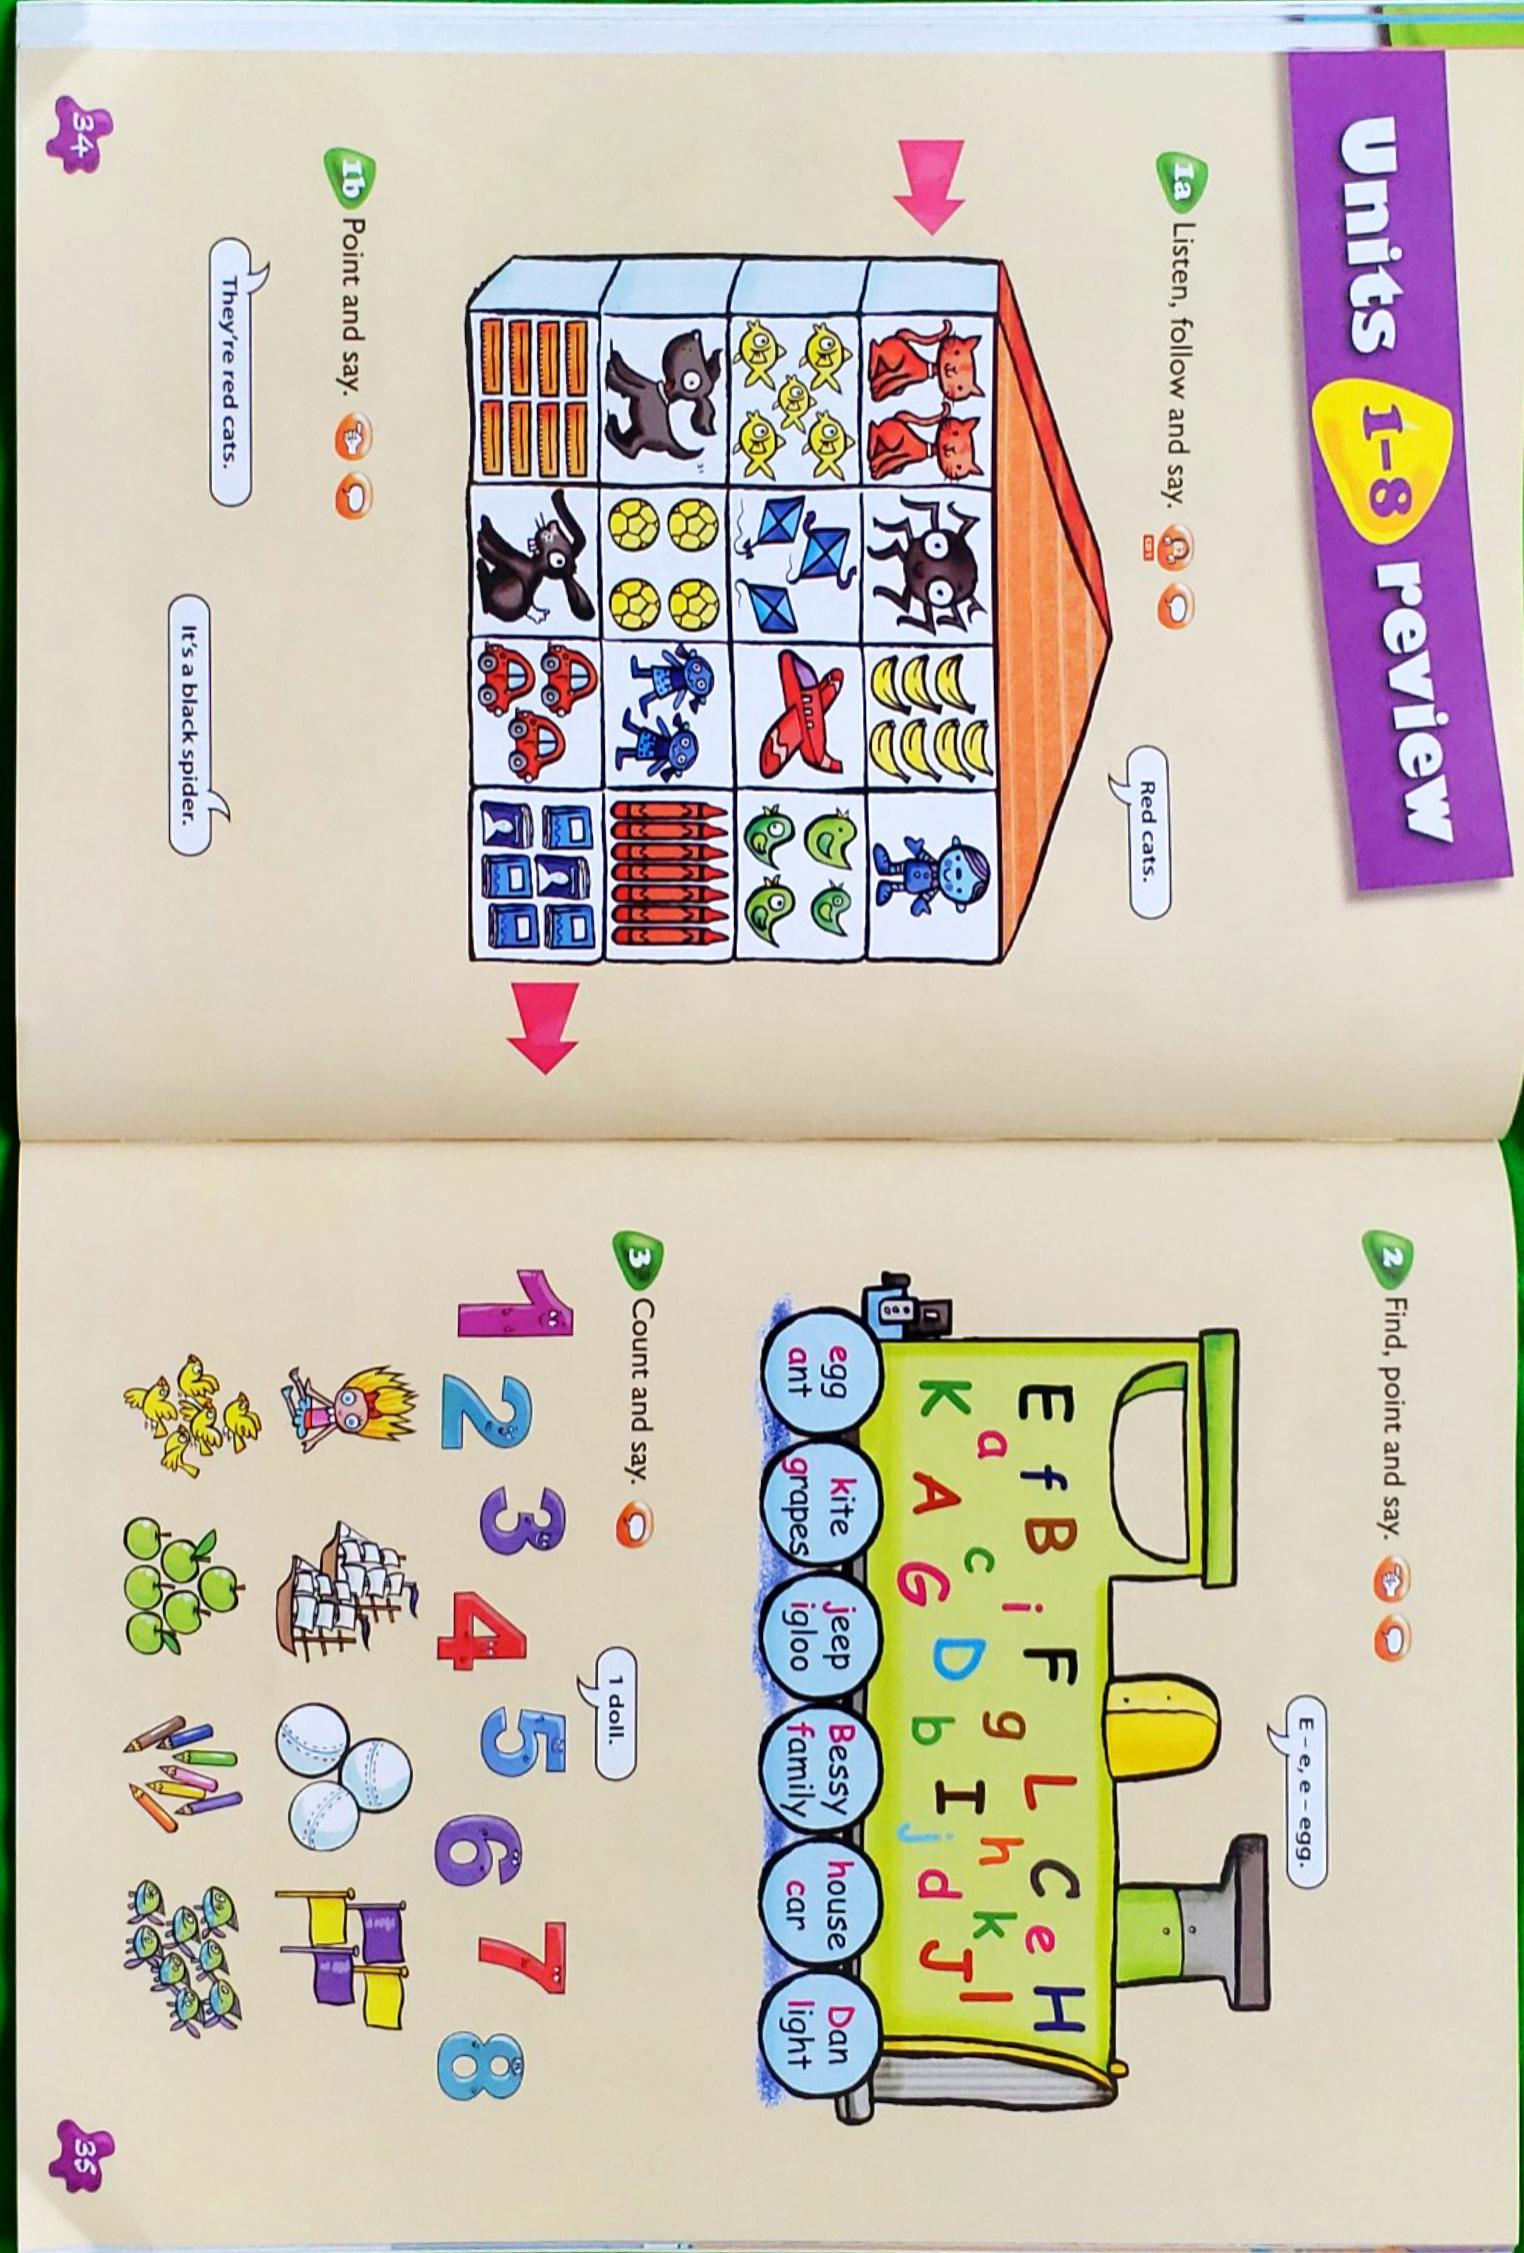 Units 1-8 review
1a Listen, follow and say.
CD1
Red cats.
1b Point and say.
They're red cats.
It's a black spider.
34
2 Find, point and say.
E – e, e – egg.
E f B i F g L C e H
a c h k l
K A G D b I j d J
egg kite jeep Bessy house Dan
ant grapes igloo family car light
3 Count and say.
1 doll.
1 2 3 4 5 6 7 8
35